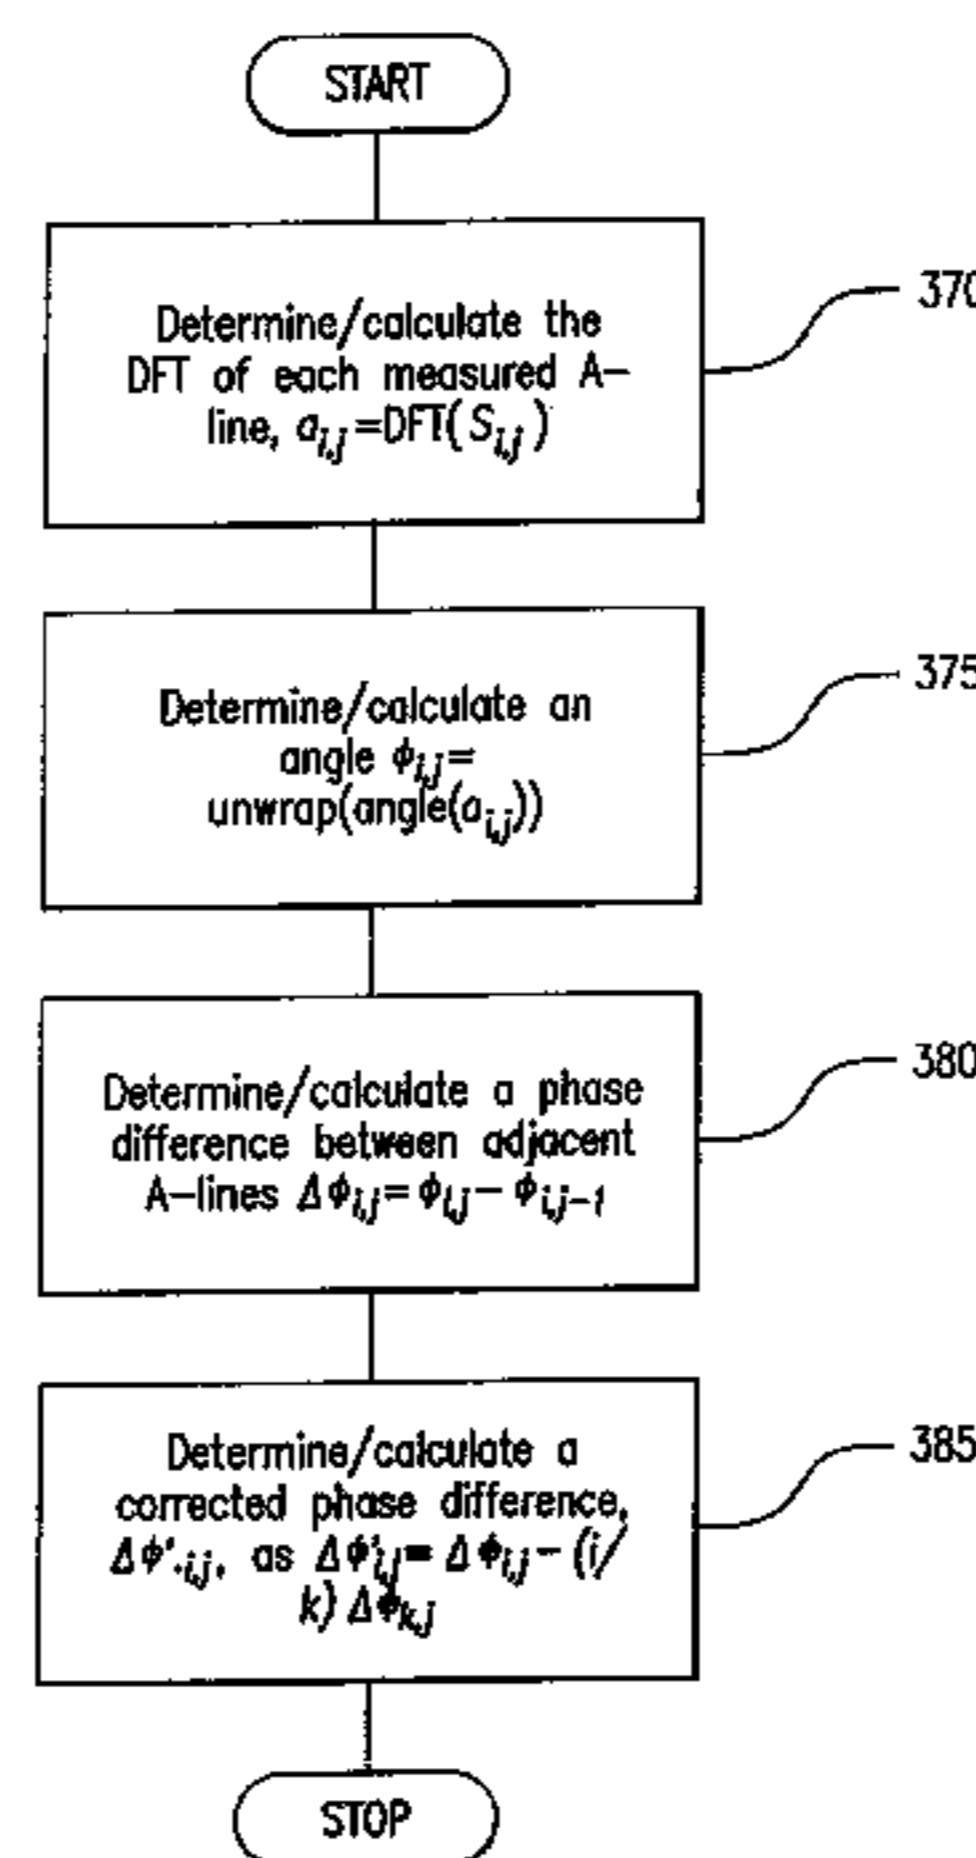 START
Determine/calculate the
DFT of each measured A-
line, a_{i,j}=DFT(S_{i,j})
370
Determine/calculate an
angle ϕ_{i,j}=
unwrap(angle(a_{i,j}))
375
Determine/calculate a phase
difference between adjacent
A-lines Δϕ_{i,j}=ϕ_{i,j}-ϕ_{i,j-1}
380
Determine/calculate a
corrected phase difference,
Δϕ'_{i,j}, as Δϕ'_{i,j}=Δϕ_{i,j}-(i/
k)Δϕ_{k,j}
385
STOP